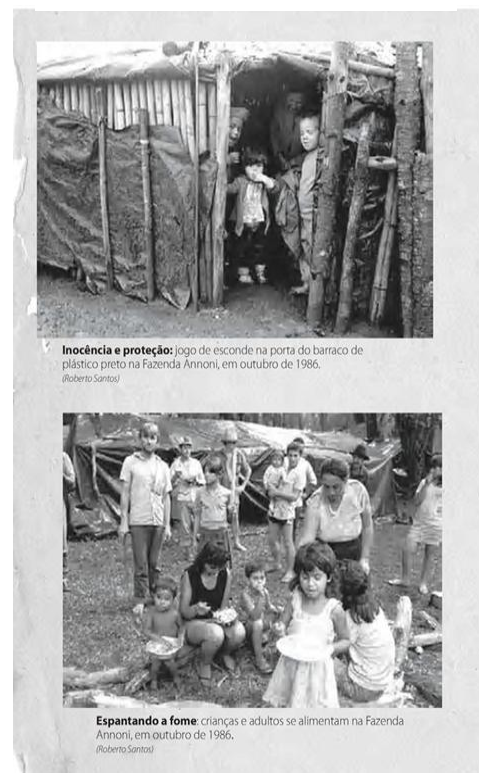 Inocência e proteção: jogo de esconde na porta do barraco de
plástico preto na Fazenda Annoni, em outubro de 1986.
(Roberto Santos)
Espantando a fome: crianças e adultos se alimentam na Fazenda
Annoni, em outubro de 1986.
(Roberto Santos)